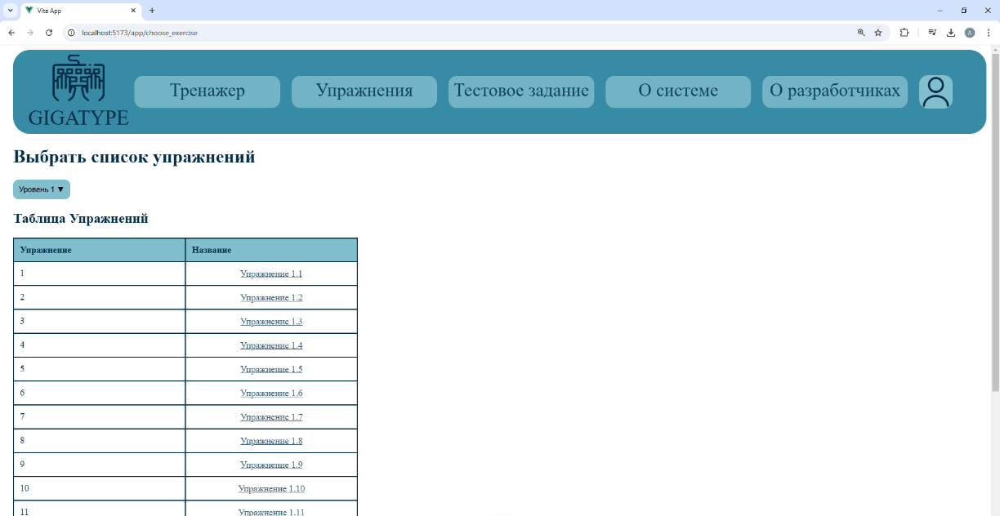 Vite App
localhost:5173/app/choose_exercise
A
GIGATYPE
Тренажер
Упражнения
Тестовое задание
О системе
О разработчиках
Выбрать список упражнений
Уровень 1 ▼
Таблица Упражнений
Упражнение Название
1 Упражнение 1.1
2 Упражнение 1.2
3 Упражнение 1.3
4 Упражнение 1.4
5 Упражнение 1.5
6 Упражнение 1.6
7 Упражнение 1.7
8 Упражнение 1.8
9 Упражнение 1.9
10 Упражнение 1.10
11 Упражнение 1.11